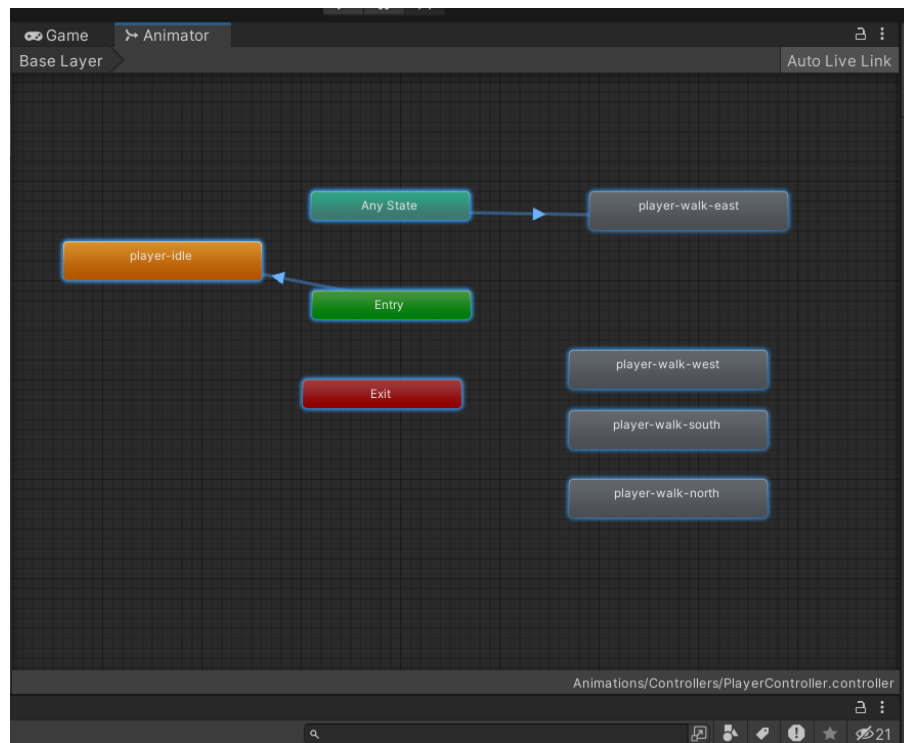 Game
Animator
Base Layer
Auto Live Link
Any State
player-walk-east
player-idle
Entry
player-walk-west
Exit
player-walk-south
player-walk-north
Animations/Controllers/PlayerController.controller
21